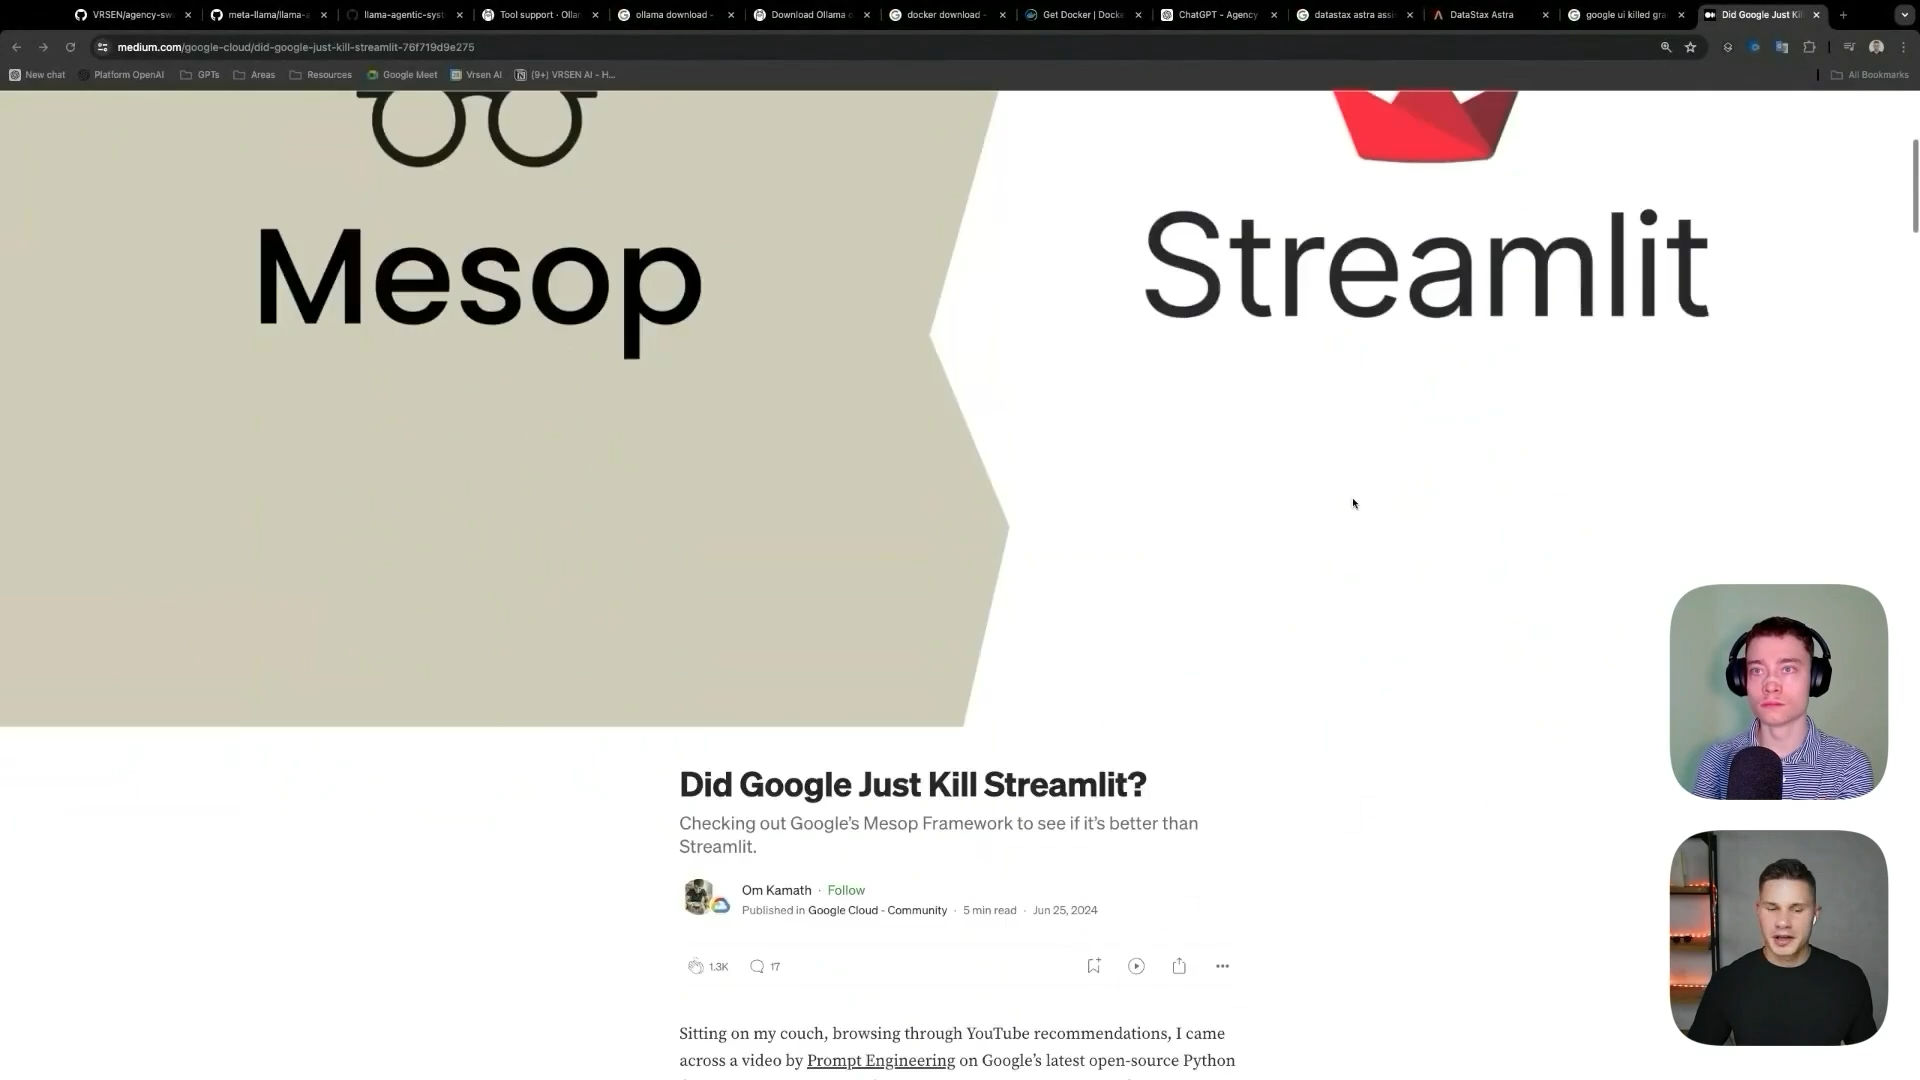 VRSEN/agency-sw
meta-llama/llama-a
llama-agentic-syst
Tool support · Olla
ollama download -
Download Ollama o
docker download -
Get Docker | Docke
ChatGPT - Agency
datastax astra assi
DataStax Astra
google ui killed gra
Did Google Just Kil
medium.com/google-cloud/did-google-just-kill-streamlit-76f719d9e275
New chat
Platform OpenAI
GPTs
Areas
Resources
Google Meet
Vrsen AI
(9+) VRSEN AI - H...
All Bookmarks
Mesop
Streamlit
Did Google Just Kill Streamlit?
Checking out Google's Mesop Framework to see if it's better than
Streamlit.
Om Kamath · Follow
Published in Google Cloud - Community · 5 min read · Jun 25, 2024
1.3K
17
Sitting on my couch, browsing through YouTube recommendations, I came
across a video by Prompt Engineering on Google's latest open-source Python